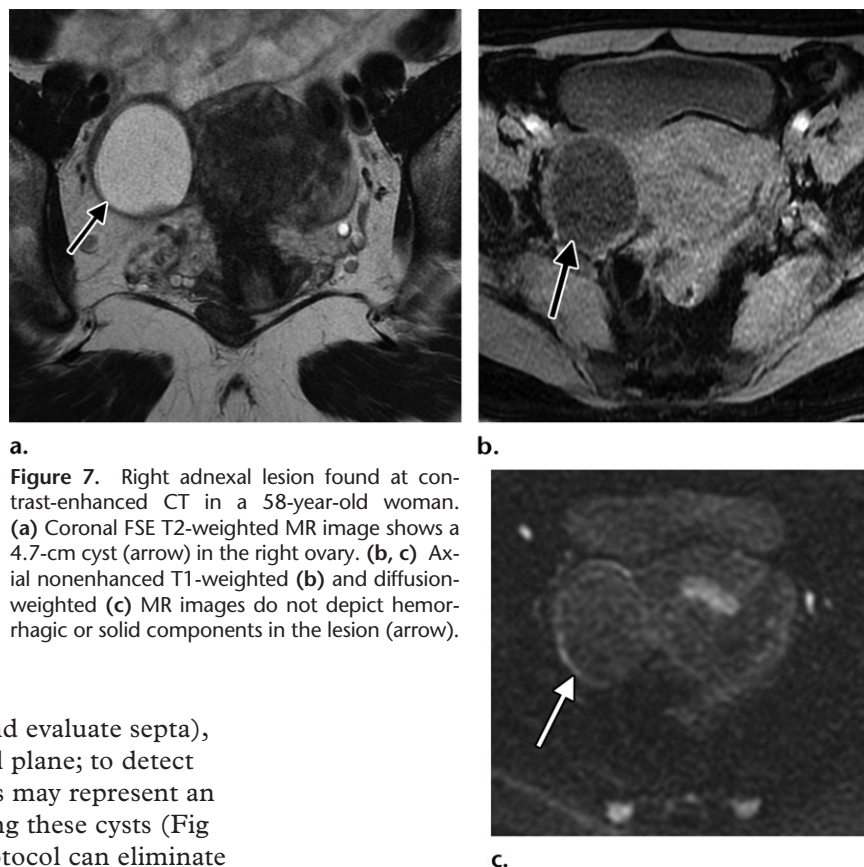 a.
b.
Figure 7. Right adnexal lesion found at con-
trast-enhanced CT in a 58-year-old woman.
(a) Coronal FSE T2-weighted MR image shows a
4.7-cm cyst (arrow) in the right ovary. (b, c) Ax-
ial nonenhanced T1-weighted (b) and diffusion-
weighted (c) MR images do not depict hemor-
rhagic or solid components in the lesion (arrow).
nd evaluate septa),
l plane; to detect
s may represent an
ng these cysts (Fig
otocol can eliminate
c.